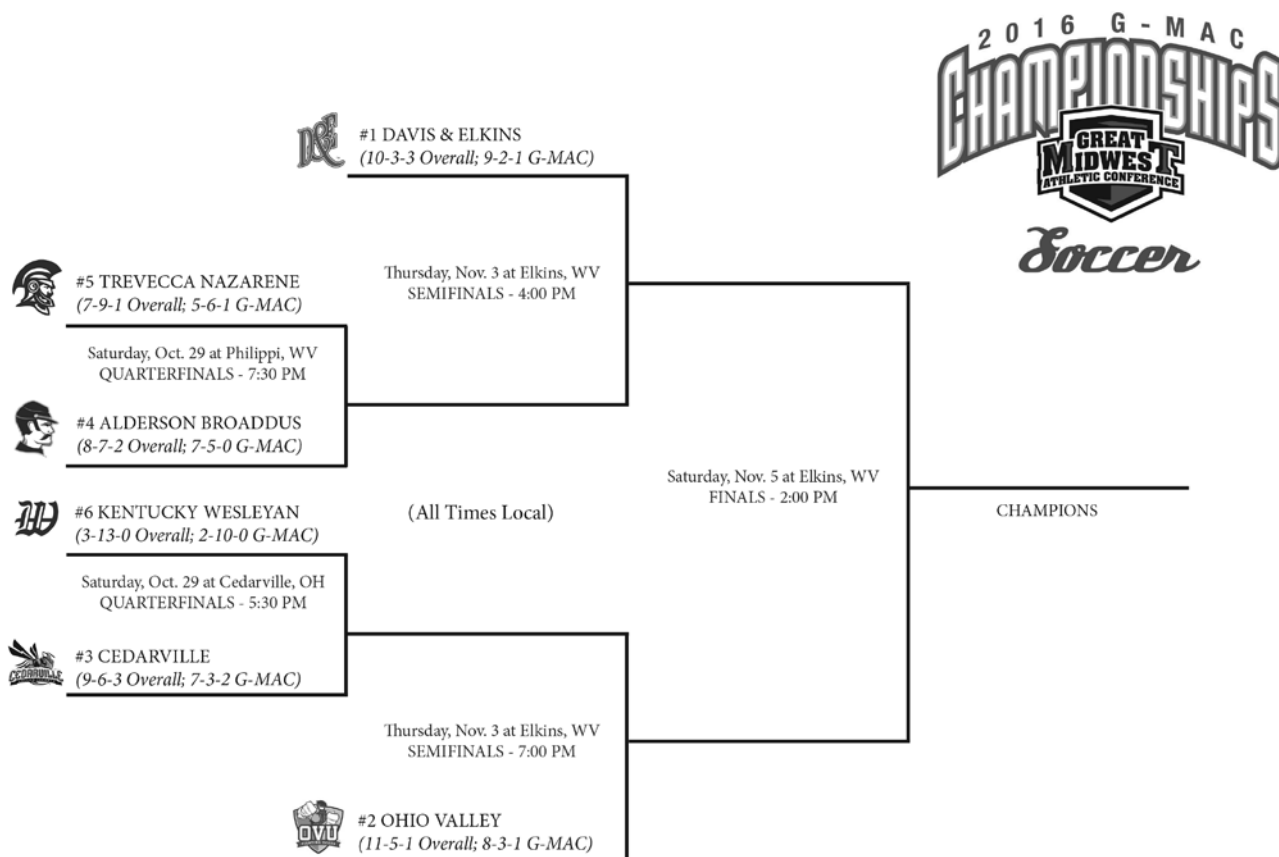 2016 G-MAC
CHAMPIONSHIPS
GREAT
MIDWEST
ATHLETIC CONFERENCE
Soccer
D&E
#1 DAVIS & ELKINS
(10-3-3 Overall; 9-2-1 G-MAC)
#5 TREVECCA NAZARENE
(7-9-1 Overall; 5-6-1 G-MAC)
Thursday, Nov. 3 at Elkins, WV
SEMIFINALS - 4:00 PM
Saturday, Oct. 29 at Philippi, WV
QUARTERFINALS - 7:30 PM
#4 ALDERSON BROADDUS
(8-7-2 Overall; 7-5-0 G-MAC)
Saturday, Nov. 5 at Elkins, WV
FINALS - 2:00 PM
CHAMPIONS
W
#6 KENTUCKY WESLEYAN
(3-13-0 Overall; 2-10-0 G-MAC)
(All Times Local)
Saturday, Oct. 29 at Cedarville, OH
QUARTERFINALS - 5:30 PM
CEDARVILLE
#3 CEDARVILLE
(9-6-3 Overall; 7-3-2 G-MAC)
Thursday, Nov. 3 at Elkins, WV
SEMIFINALS - 7:00 PM
OVU
#2 OHIO VALLEY
(11-5-1 Overall; 8-3-1 G-MAC)